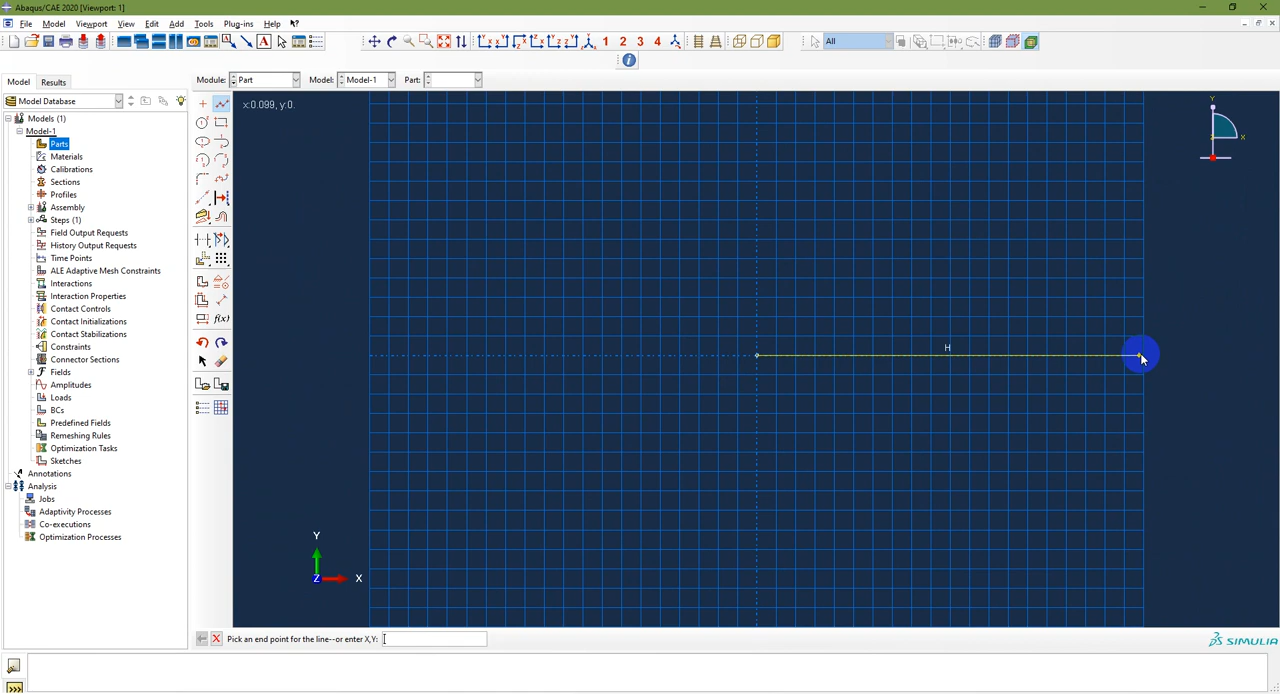 Abaqus/CAE 2020 [Viewport: 1]
File Model Viewport View Edit Add Tools Plug-ins Help
A 1 2 3 4 All
i
Model Results Module: Part Model: Model-1 Part:
Model Database
x:0.099, y:0.
Models (1)
Model-1
Parts
Materials
Calibrations
Sections
Profiles
Assembly
Steps (1)
Field Output Requests
History Output Requests
Time Points
ALE Adaptive Mesh Constraints
Interactions
Interaction Properties
Contact Controls
Contact Initializations
Contact Stabilizations
Constraints
Connector Sections
Fields
Amplitudes
Loads
BCs
Predefined Fields
Remeshing Rules
Optimization Tasks
Sketches
Annotations
Analysis
Jobs
Adaptivity Processes
Co-executions
Optimization Processes
f(x)
H
Y
X
Y
Z X
Pick an end point for the line--or enter X,Y:
SIMULIA
>>>